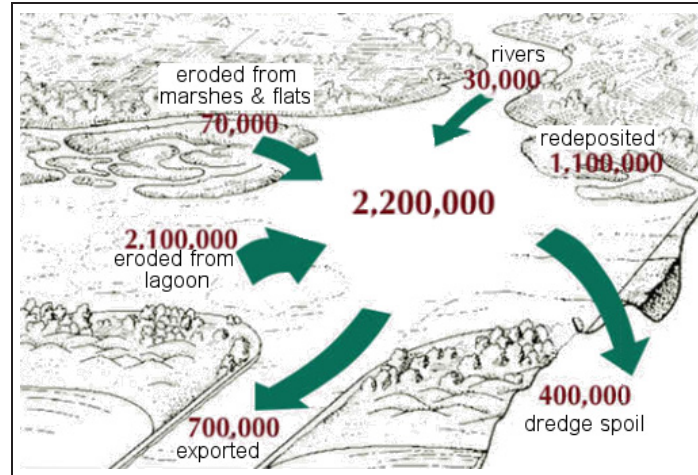 rivers
30,000
eroded from
marshes & flats
70,000
redeposited
1,100,000
2,200,000
2,100,000
eroded from
lagoon
400,000
dredge spoil
700,000
exported